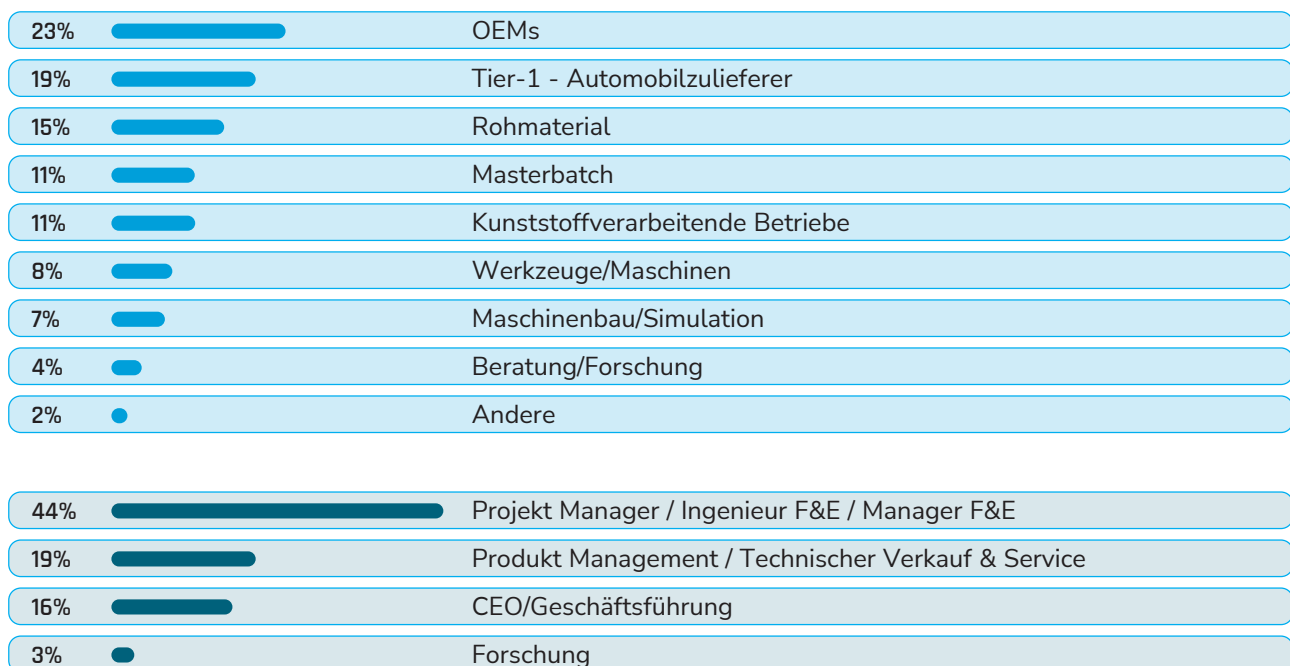 23% OEMs
19% Tier-1 - Automobilzulieferer
15% Rohmaterial
11% Masterbatch
11% Kunststoffverarbeitende Betriebe
8% Werkzeuge/Maschinen
7% Maschinenbau/Simulation
4% Beratung/Forschung
2% Andere
44% Projekt Manager / Ingenieur F&E / Manager F&E
19% Produkt Management / Technischer Verkauf & Service
16% CEO/Geschäftsführung
3% Forschung